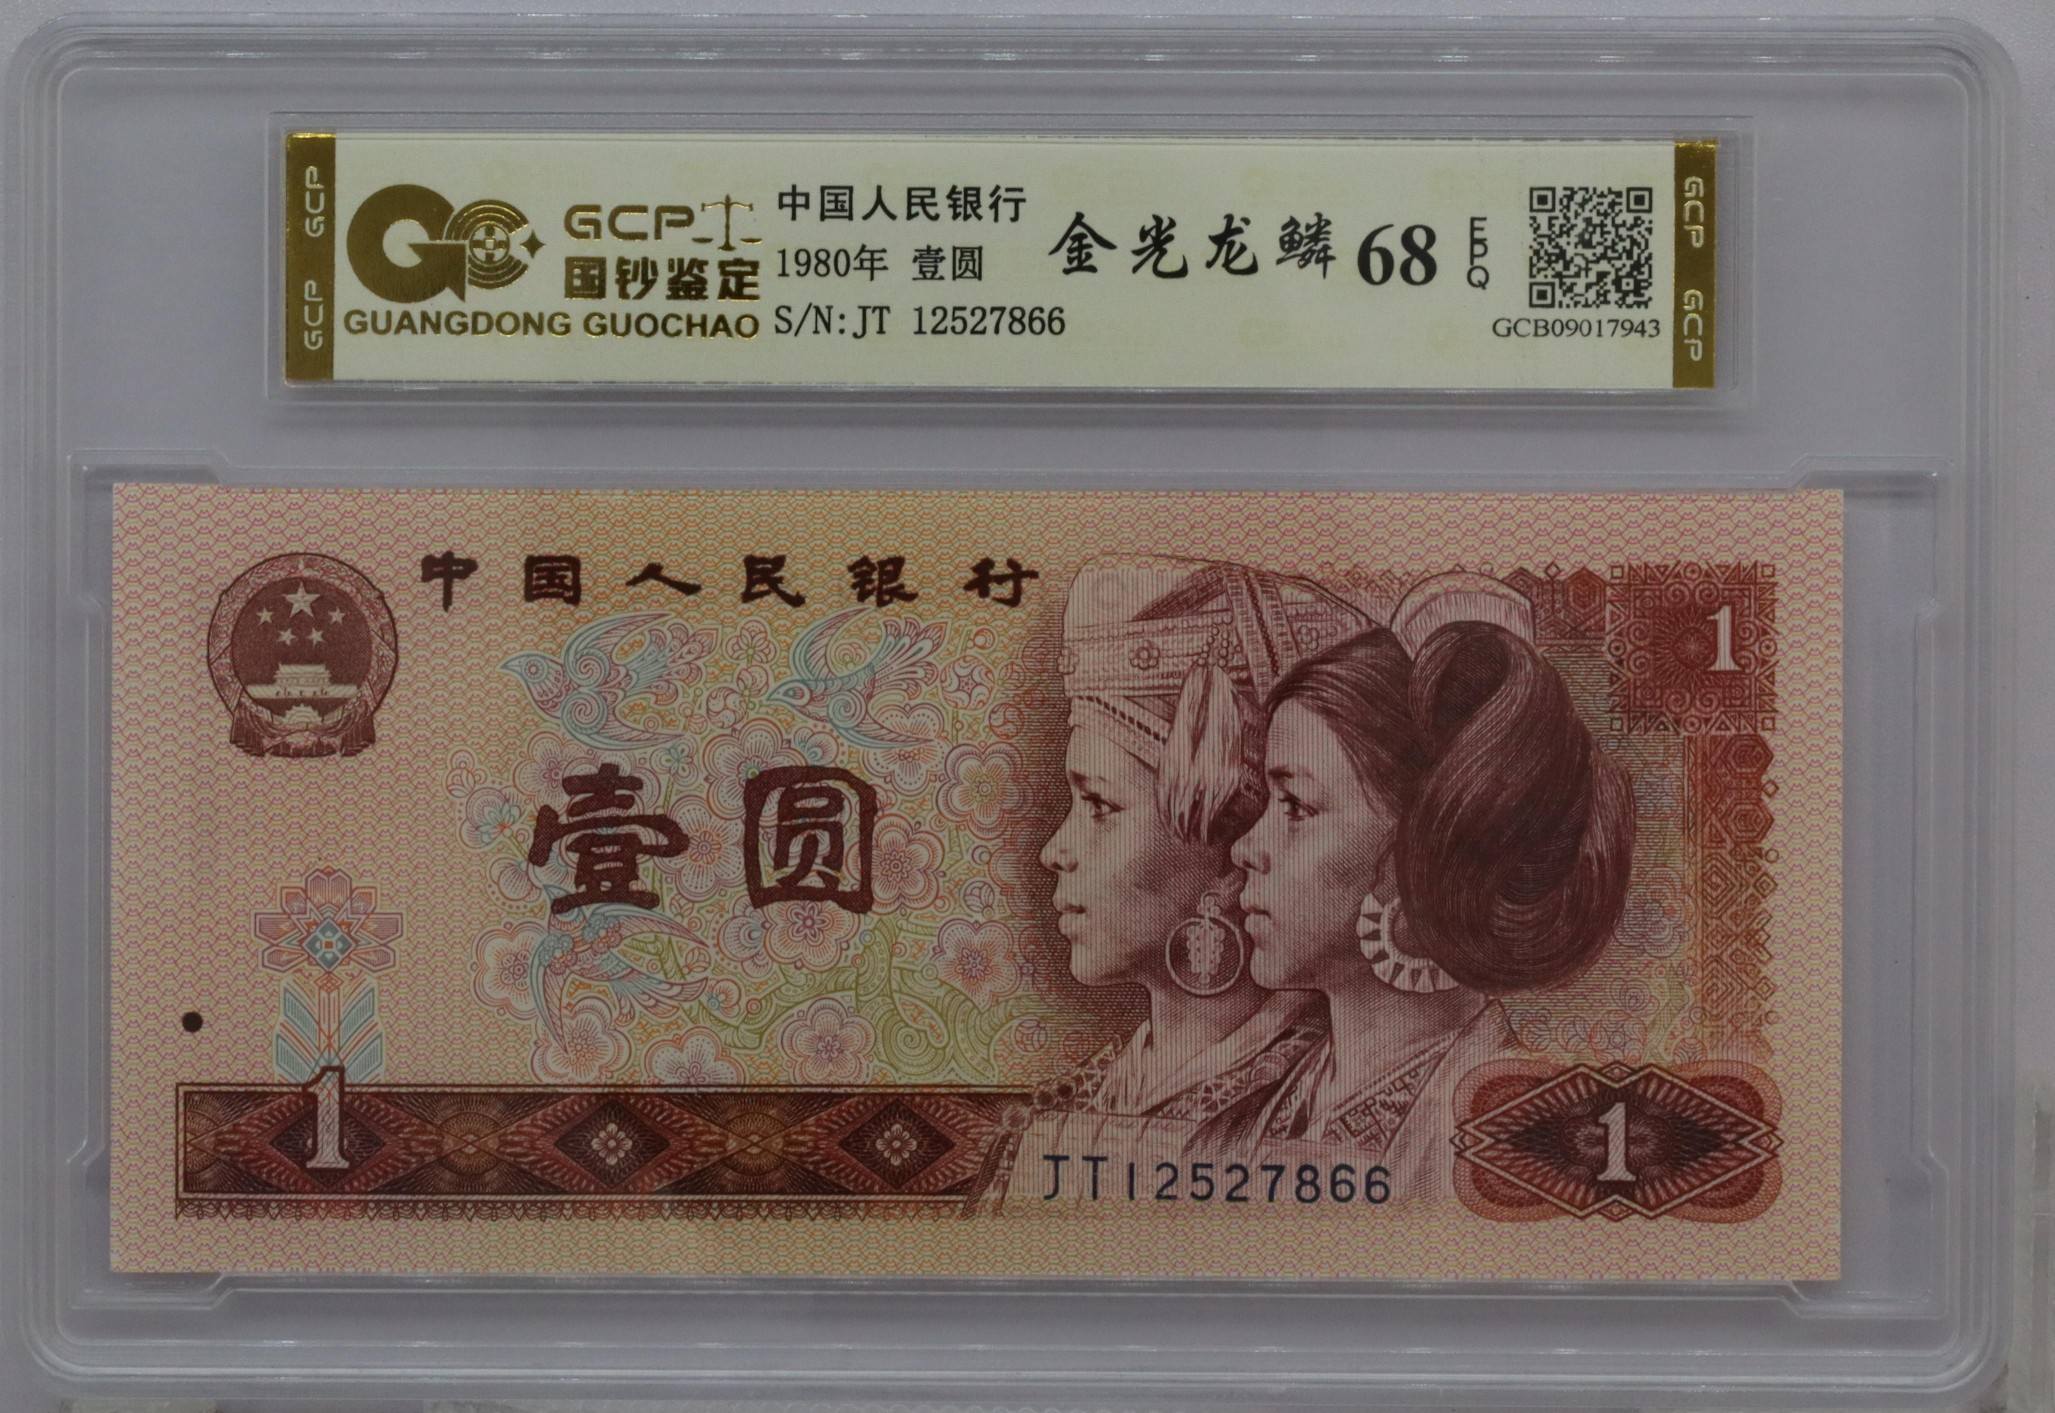 GCP GCP
GCP
国钞鉴定
GUANGDONG GUOCHAO
中国人民银行
1980年 壹圆
S/N:JT 12527866
金光龙鳞 68 EPQ
GCB09017943
GCP GCP
中国人民银行
1
壹圆
1
JT12527866
1